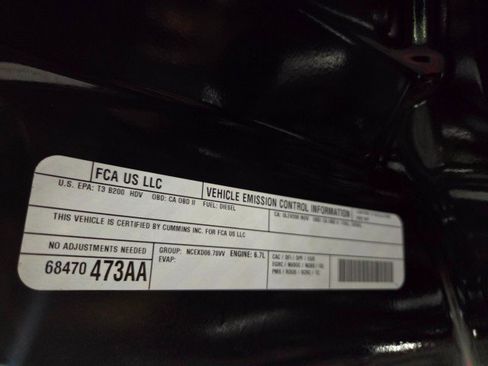 FCA US LLC
VEHICLE EMISSION CONTROL INFORMATION
U.S. EPA: T3 B200 HDV OBD: CA OBD II FUEL: DIESEL
THIS VEHICLE IS CERTIFIED BY CUMMINS INC. FOR FCA US LLC
NO ADJUSTMENTS NEEDED
GROUP: NCEXD06.78VV ENGINE: 6.7L
EVAP:
68470 473AA